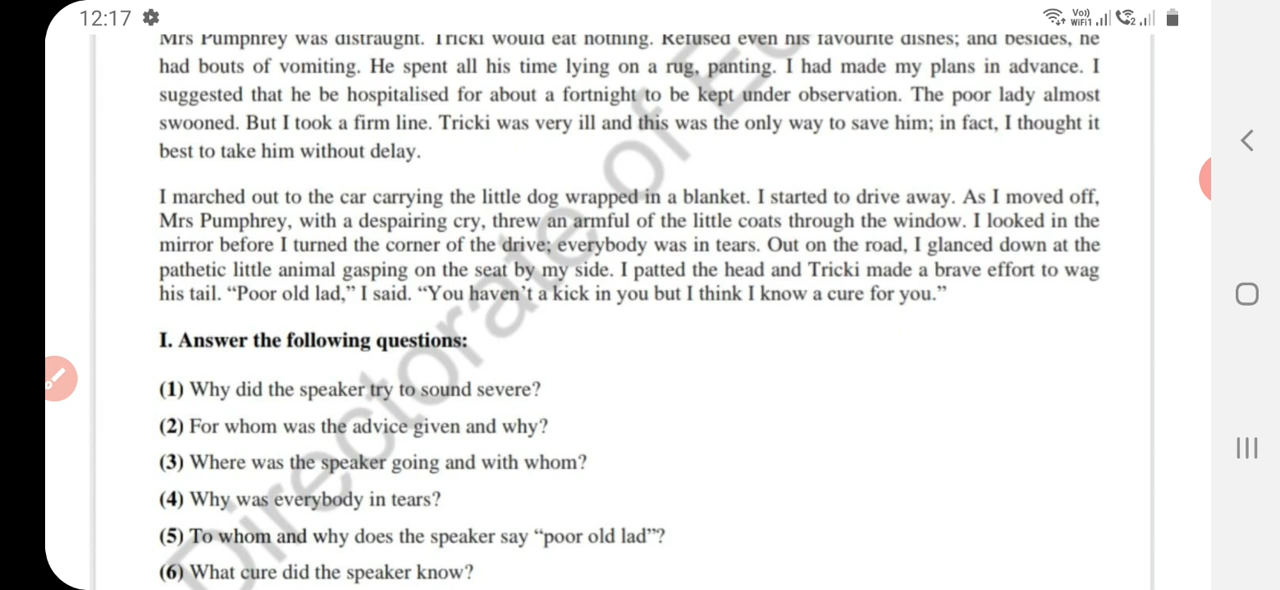 12:17
Vo) WiFi1 2
Mrs Pumphrey was distraught. Tricki would eat nothing. Refused even his favourite dishes; and besides, he
had bouts of vomiting. He spent all his time lying on a rug, panting. I had made my plans in advance. I
suggested that he be hospitalised for about a fortnight to be kept under observation. The poor lady almost
swooned. But I took a firm line. Tricki was very ill and this was the only way to save him; in fact, I thought it
best to take him without delay.
I marched out to the car carrying the little dog wrapped in a blanket. I started to drive away. As I moved off,
Mrs Pumphrey, with a despairing cry, threw an armful of the little coats through the window. I looked in the
mirror before I turned the corner of the drive; everybody was in tears. Out on the road, I glanced down at the
pathetic little animal gasping on the seat by my side. I patted the head and Tricki made a brave effort to wag
his tail. “Poor old lad,” I said. “You haven’t a kick in you but I think I know a cure for you.”
I. Answer the following questions:
(1) Why did the speaker try to sound severe?
(2) For whom was the advice given and why?
(3) Where was the speaker going and with whom?
(4) Why was everybody in tears?
(5) To whom and why does the speaker say “poor old lad”?
(6) What cure did the speaker know?
Directorate of